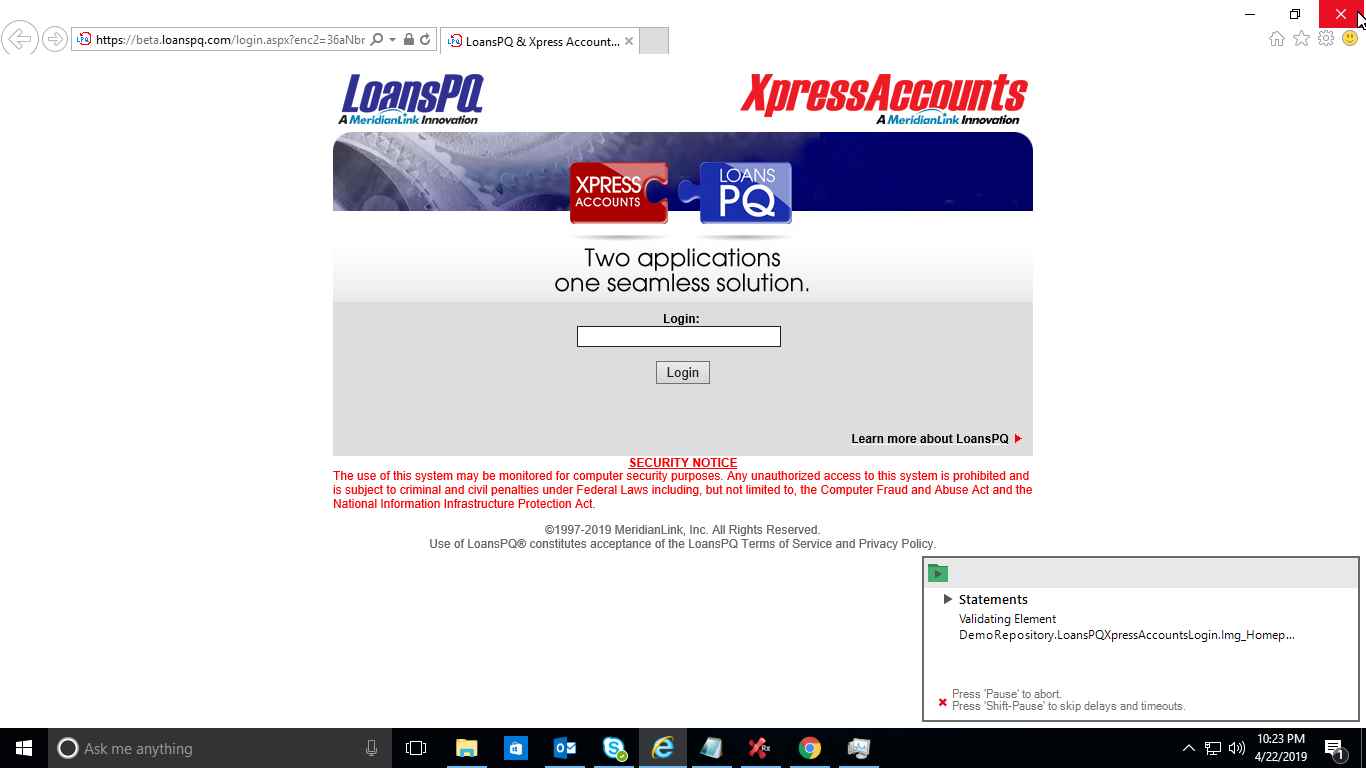 https://beta.loanspq.com/login.aspx?enc2=36aNbr
LoansPQ & Xpress Account...
LoansPQ
A MeridianLink Innovation
XpressAccounts
A MeridianLink Innovation
XPRESS
ACCOUNTS
LOANS
PQ
Two applications
one seamless solution.
Login:
Login
Learn more about LoansPQ
SECURITY NOTICE
The use of this system may be monitored for computer security purposes. Any unauthorized access to this system is prohibited and
is subject to criminal and civil penalties under Federal Laws including, but not limited to, the Computer Fraud and Abuse Act and the
National Information Infrastructure Protection Act.
©1997-2019 MeridianLink, Inc. All Rights Reserved.
Use of LoansPQ® constitutes acceptance of the LoansPQ Terms of Service and Privacy Policy.
Statements
Validating Element
DemoRepository.LoansPQXpressAccountsLogin.Img_Homep...
Press 'Pause' to abort.
Press 'Shift-Pause' to skip delays and timeouts.
Ask me anything
10:23 PM
4/22/2019
1